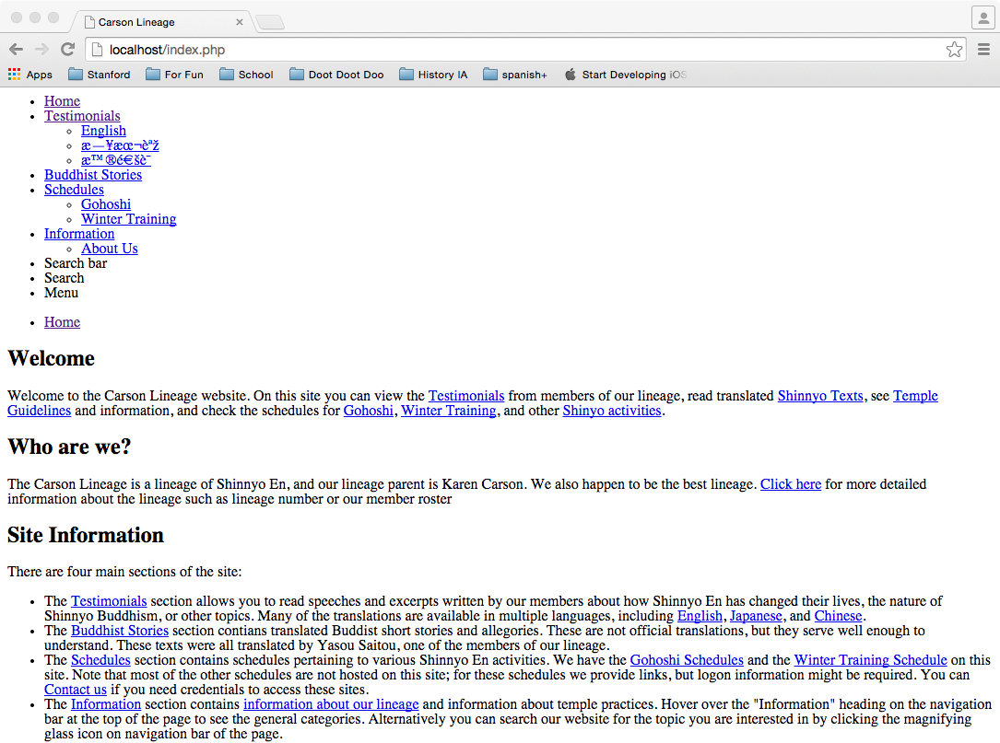 Carson Lineage
localhost/index.php
Apps Stanford For Fun School Doot Doot Doo History IA spanish+ Start Developing iOS
Home
Testimonials
English
æ—¥æœ¬èªž
æ™®é€šè¯
Buddhist Stories
Schedules
Gohoshi
Winter Training
Information
About Us
Search bar
Search
Menu
Home
Welcome
Welcome to the Carson Lineage website. On this site you can view the Testimonials from members of our lineage, read translated Shinnyo Texts, see Temple
Guidelines and information, and check the schedules for Gohoshi, Winter Training, and other Shinyo activities.
Who are we?
The Carson Lineage is a lineage of Shinnyo En, and our lineage parent is Karen Carson. We also happen to be the best lineage. Click here for more detailed
information about the lineage such as lineage number or our member roster
Site Information
There are four main sections of the site:
The Testimonials section allows you to read speeches and excerpts written by our members about how Shinnyo En has changed their lives, the nature of
Shinnyo Buddhism, or other topics. Many of the translations are available in multiple languages, including English, Japanese, and Chinese.
The Buddhist Stories section contians translated Buddist short stories and allegories. These are not official translations, but they serve well enough to
understand. These texts were all translated by Yasou Saitou, one of the members of our lineage.
The Schedules section contains schedules pertaining to various Shinnyo En activities. We have the Gohoshi Schedules and the Winter Training Schedule on this
site. Note that most of the other schedules are not hosted on this site; for these schedules we provide links, but logon information might be required. You can
Contact us if you need credentials to access these sites.
The Information section contains information about our lineage and information about temple practices. Hover over the "Information" heading on the navigation
bar at the top of the page to see the general categories. Alternatively you can search our website for the topic you are interested in by clicking the magnifying
glass icon on navigation bar of the page.